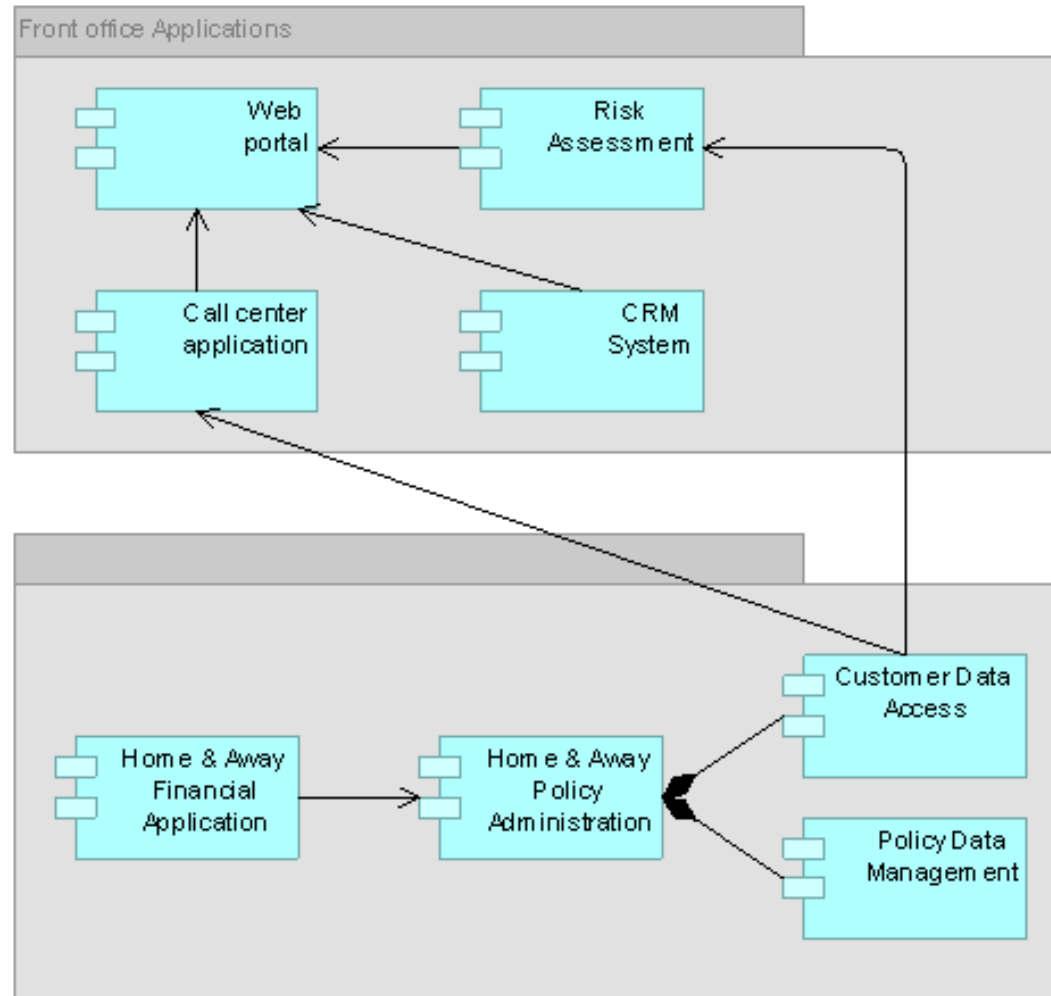 Front office Applications
Web
portal
Risk
Assessment
Call center
application
CRM
System
Customer Data
Access
Home & Away
Financial
Application
Home & Away
Policy
Administration
Policy Data
Management